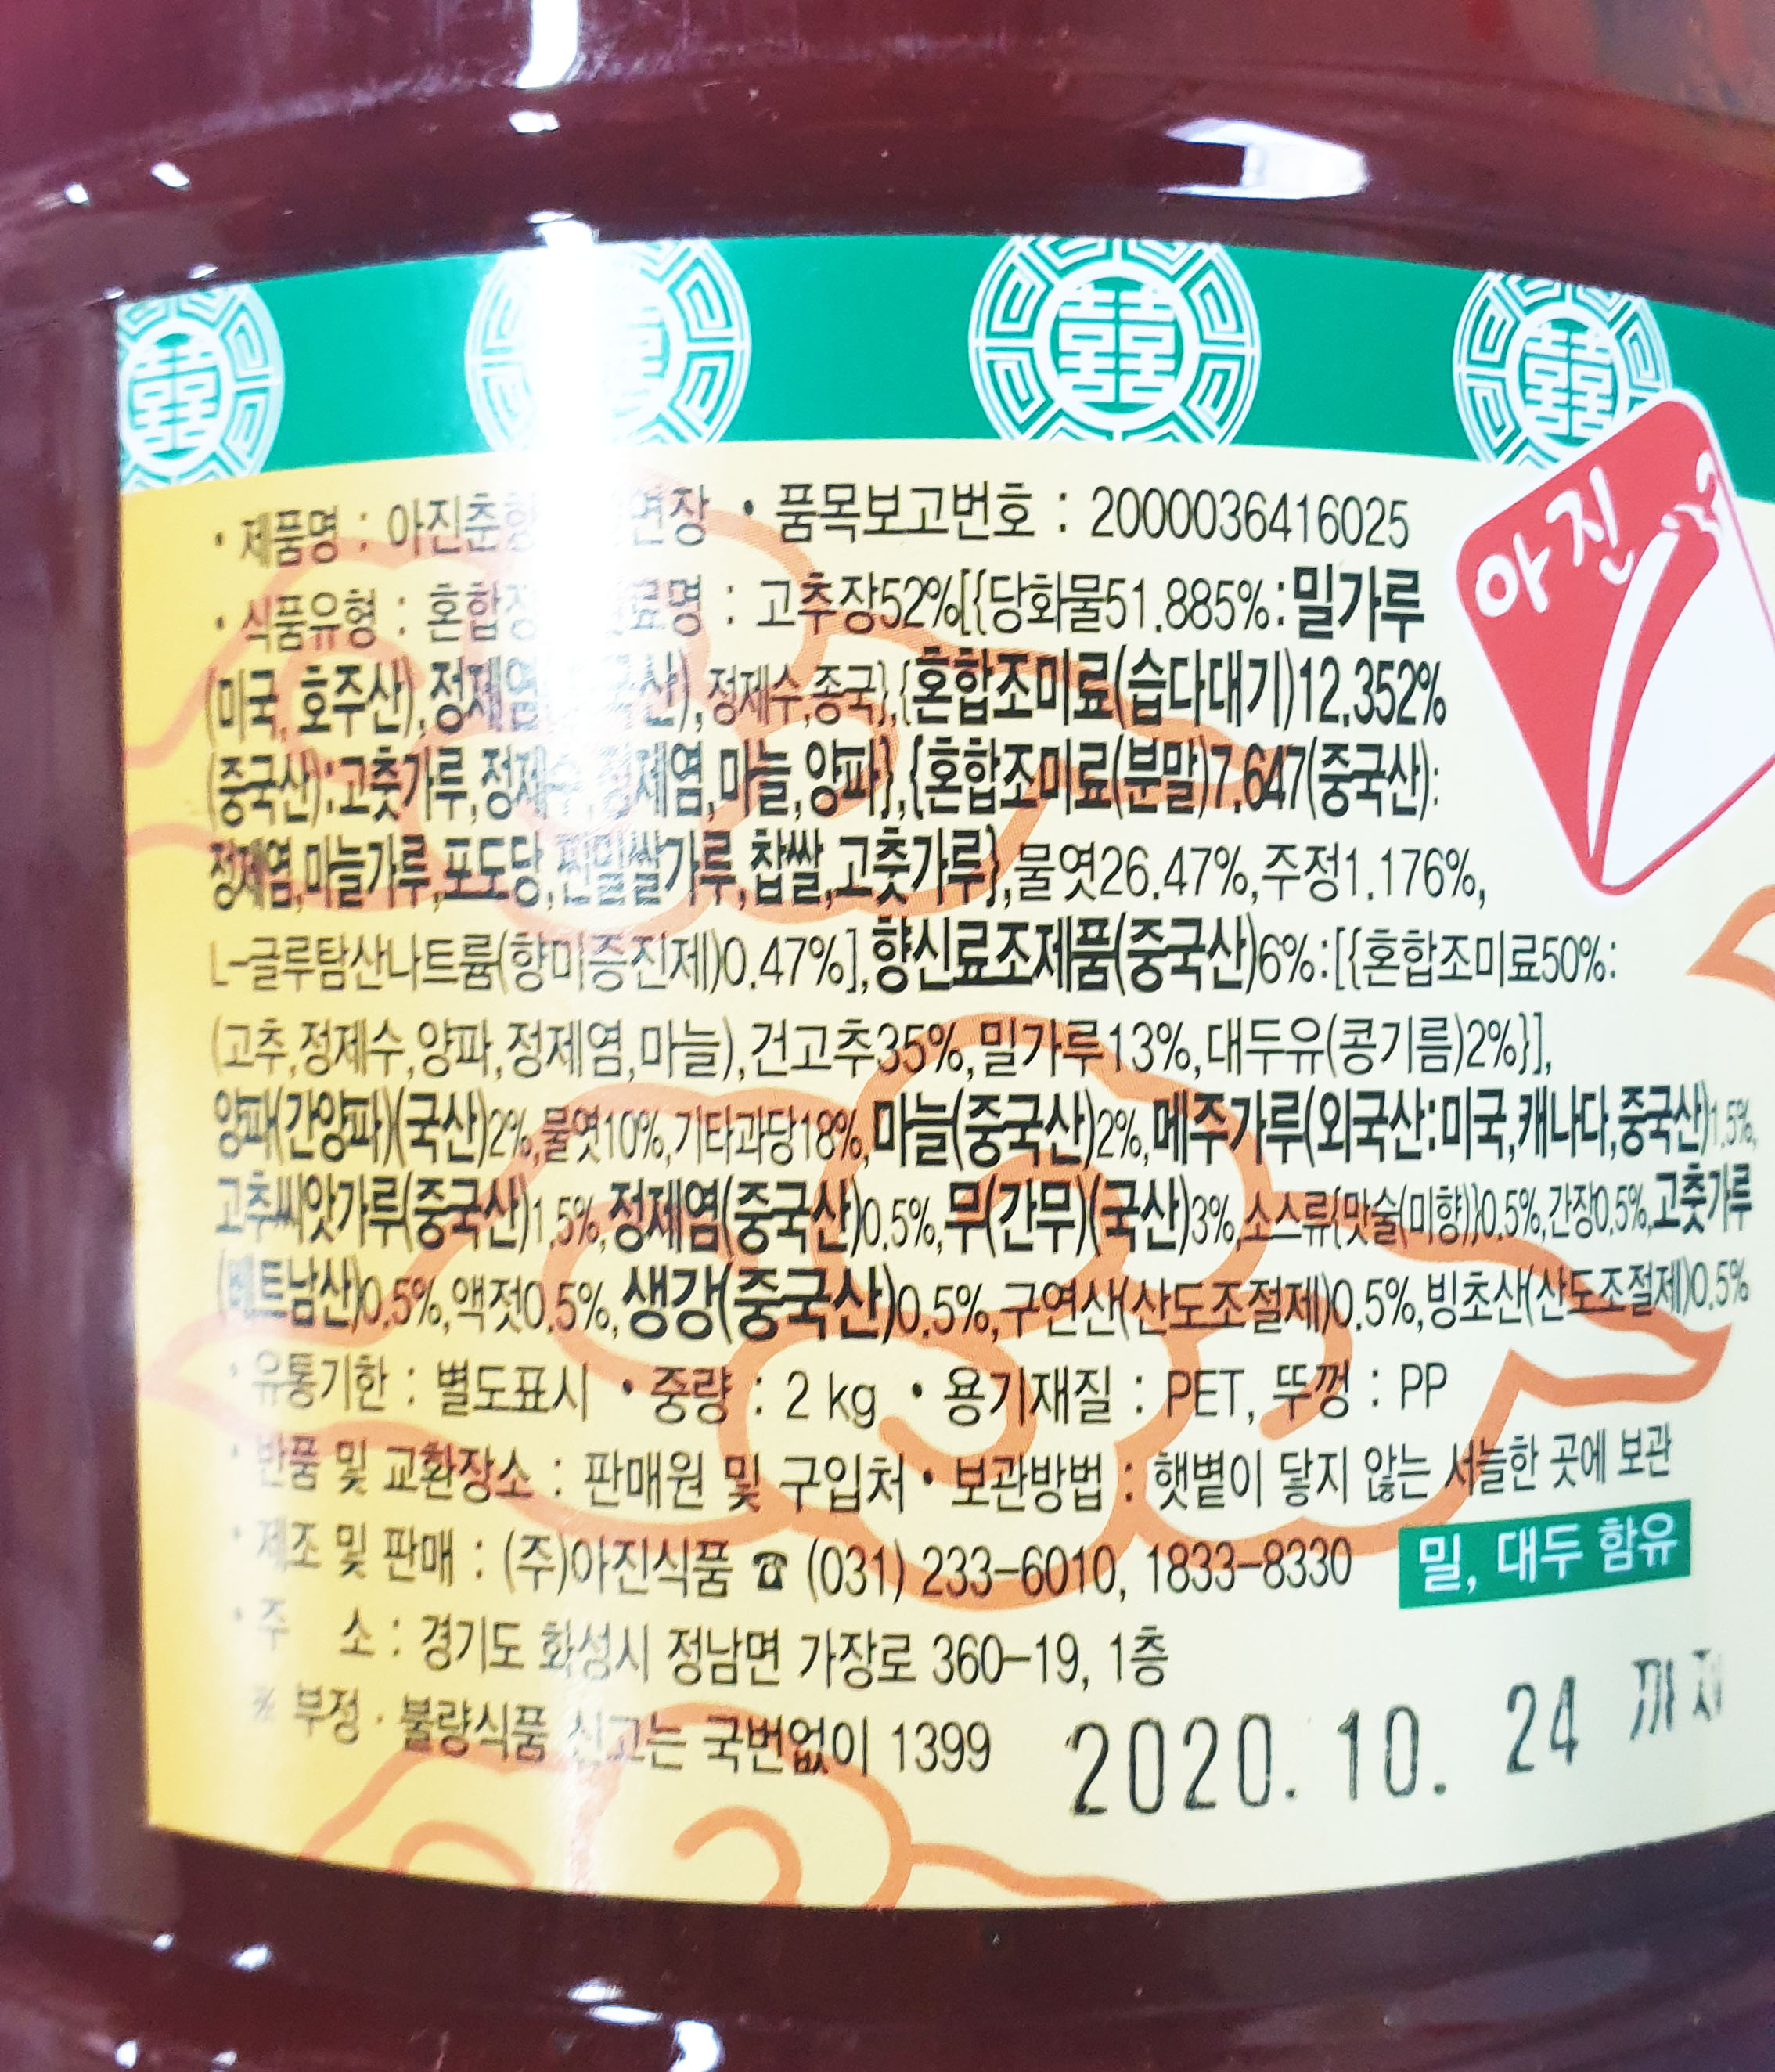 아진
• 제품명 : 아진춘 • 품목보고번호 : 2000036416025
• 식품유형 : 혼합 : 고추장52%[{당화물51.885%:밀가루
(미국, 호주산),정제염 정제수,종국},{혼합조미료(습다대기)12.352%
(중국산):고춧가루,정제수,정제염,마늘,양파},{혼합조미료(분말)7.647(중국산):
정제염,마늘가루,포도당,찐밀쌀가루,찹쌀,고춧가루},물엿26.47%,주정1.176%,
L-글루탐산나트륨(향미증진제)0.47%],향신료조제품(중국산)6%:[{혼합조미료50%:
(고추,정제수,양파,정제염,마늘),건고추35%,밀가루13%,대두유(콩기름)2%}],
양파(간양파)(국산)2%,물엿10%,기타과당18%,마늘(중국산)2%,메주가루(외국산:미국,캐나다,중국산)1.5%,
고추씨앗가루(중국산)1.5%,정제염(중국산)0.5%,무(간무)(국산)3%,소스류{맛술(미향)}0.5%,간장0.5%,고춧가루
(베트남산)0.5%,액젓0.5%,생강(중국산)0.5%,구연산(산도조절제)0.5%,빙초산(산도조절제)0.5%
• 유통기한 : 별도표시 • 중량 : 2 kg • 용기재질 : PET, 뚜껑 : PP
• 반품 및 교환장소 : 판매원 및 구입처 • 보관방법 : 햇볕이 닿지 않는 서늘한 곳에 보관
• 제조 및 판매 : (주)아진식품 ☎ (031) 233-6010, 1833-8330
밀, 대두 함유
• 주 소 : 경기도 화성시 정남면 가장로 360-19, 1층
※ 부정·불량식품 신고는 국번없이 1399
2020. 10. 24 까지